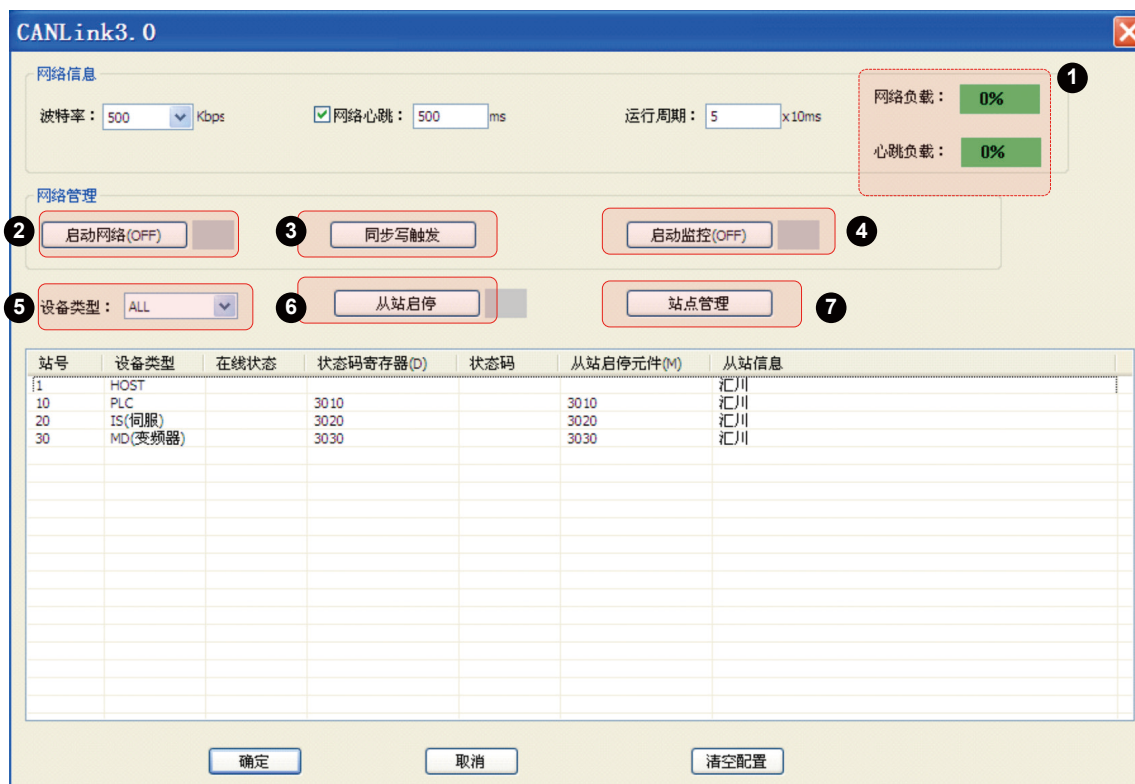 CANLink3.0
网络信息
1
波特率： 500 Kbps 网络心跳： 500 ms 运行周期： 5 x10ms
网络负载： 0%
心跳负载： 0%
网络管理
2 启动网络(OFF) 3 同步写触发 启动监控(OFF) 4
5 设备类型： ALL 6 从站启停 站点管理 7
站号 设备类型 在线状态 状态码寄存器(D) 状态码 从站启停元件(M) 从站信息
1 HOST 汇川
10 PLC 3010 3010 汇川
20 IS(伺服) 3020 3020 汇川
30 MD(变频器) 3030 3030 汇川
确定 取消 清空配置